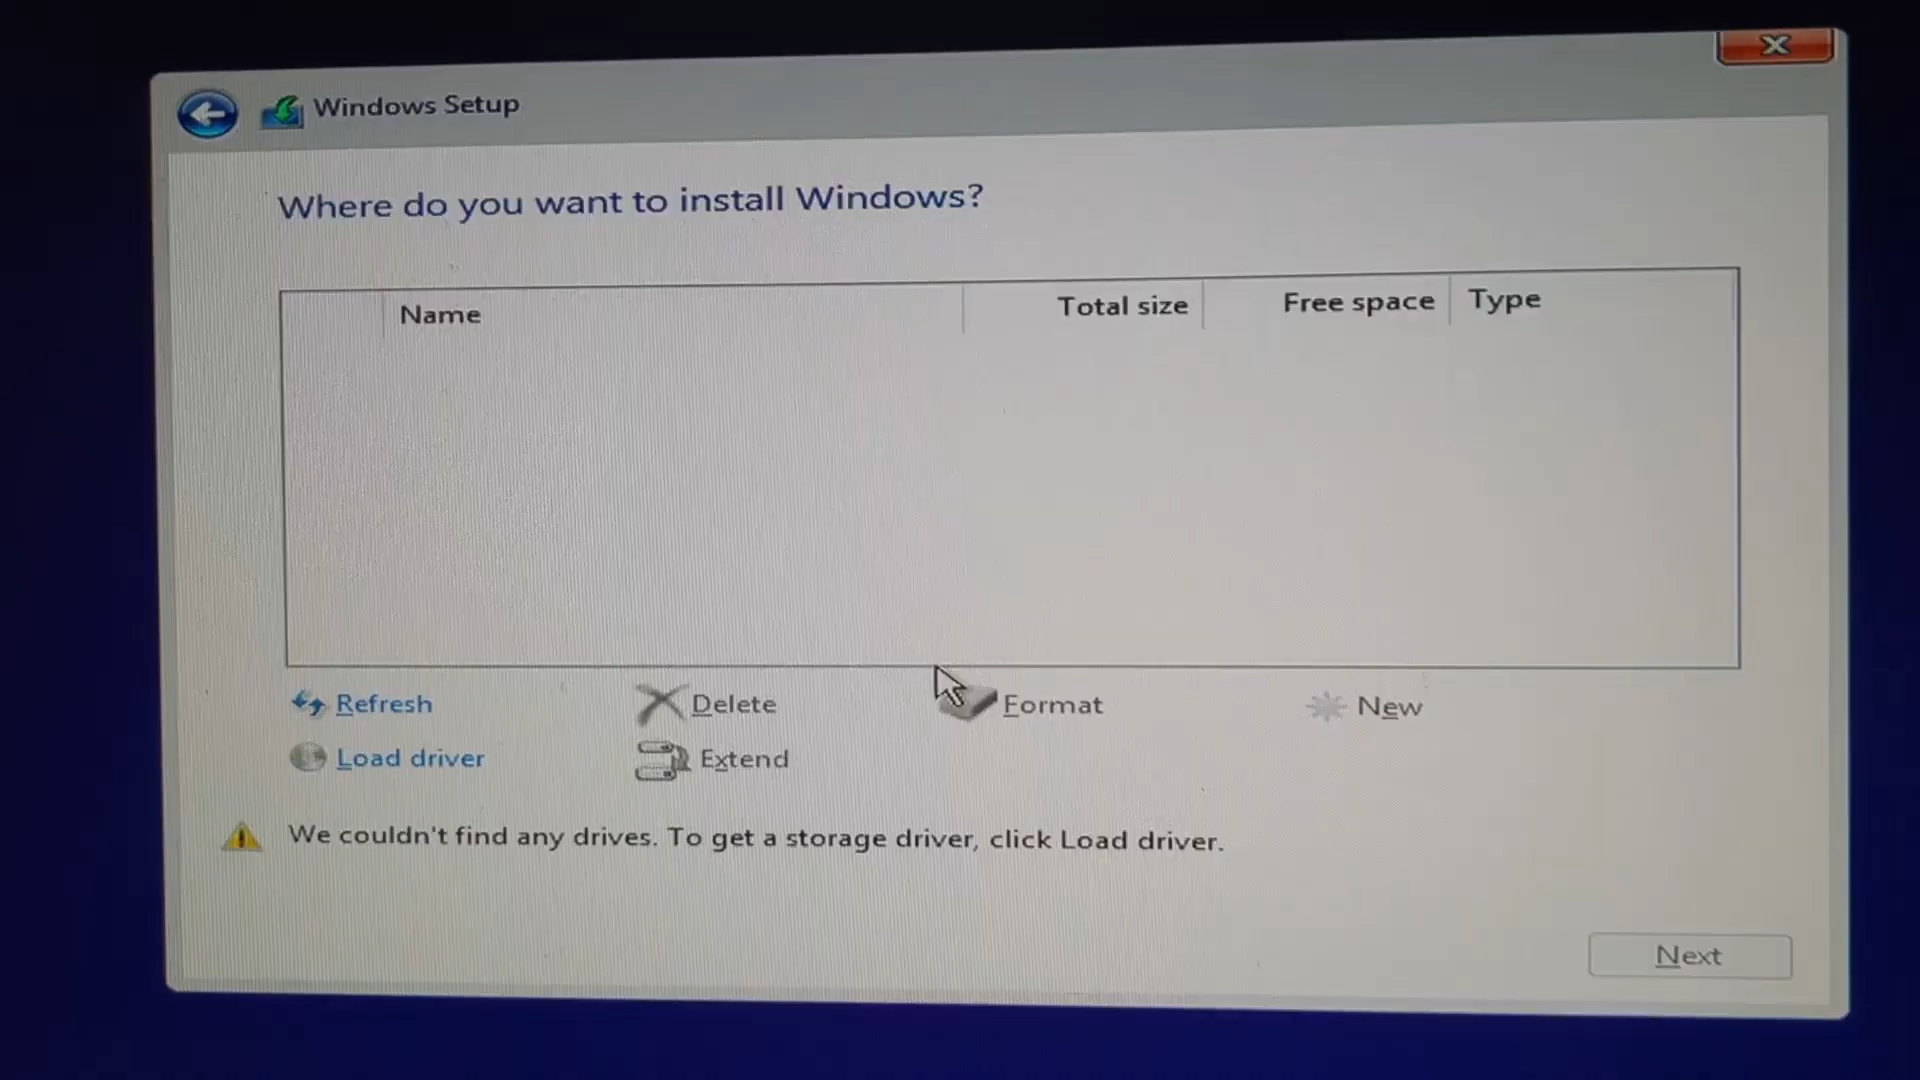 Windows Setup
Where do you want to install Windows?
Name Total size Free space Type
Refresh Delete Format New
Load driver Extend
We couldn't find any drives. To get a storage driver, click Load driver.
Next